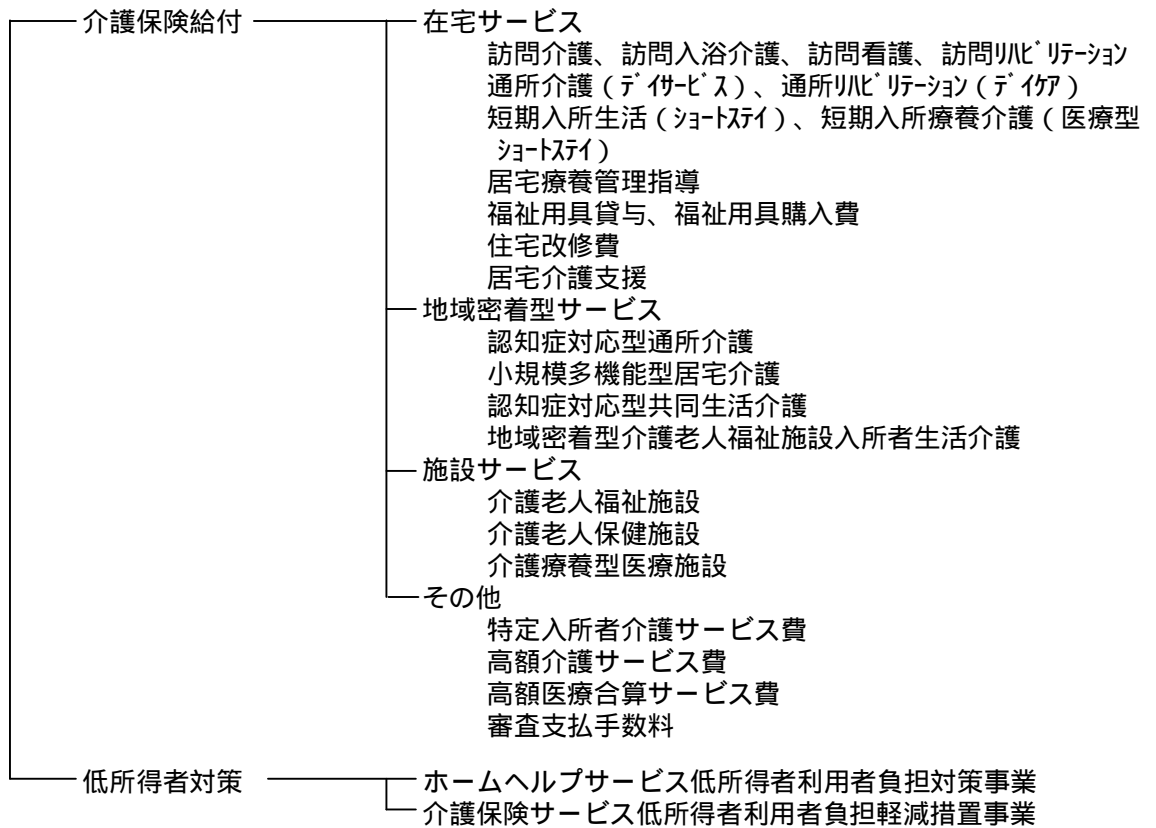 介護保険給付 在宅サービス
訪問介護、訪問入浴介護、訪問看護、訪問ﾘﾊﾋﾞﾘﾃｰｼｮﾝ
通所介護（ﾃﾞｲｻｰﾋﾞｽ）、通所ﾘﾊﾋﾞﾘﾃｰｼｮﾝ（ﾃﾞｲｹｱ）
短期入所生活（ｼｮｰﾄｽﾃｲ）、短期入所療養介護（医療型
ｼｮｰﾄｽﾃｲ）
居宅療養管理指導
福祉用具貸与、福祉用具購入費
住宅改修費
居宅介護支援
地域密着型サービス
認知症対応型通所介護
小規模多機能型居宅介護
認知症対応型共同生活介護
地域密着型介護老人福祉施設入所者生活介護
施設サービス
介護老人福祉施設
介護老人保健施設
介護療養型医療施設
その他
特定入所者介護サービス費
高額介護サービス費
高額医療合算サービス費
審査支払手数料
低所得者対策 ホームヘルプサービス低所得者利用者負担対策事業
介護保険サービス低所得者利用者負担軽減措置事業